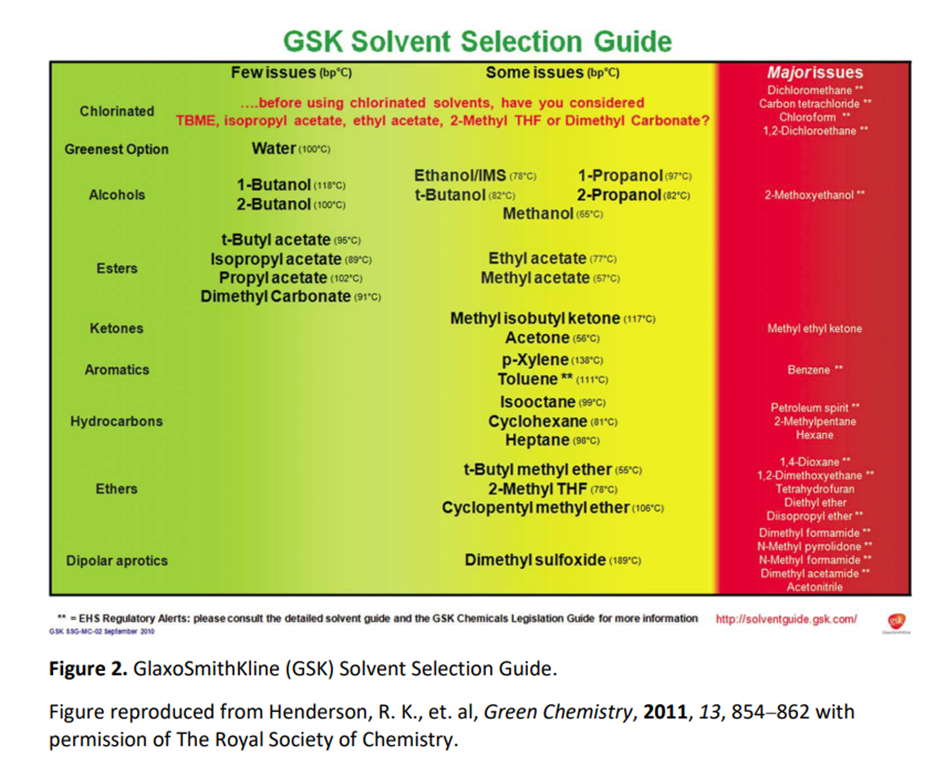 GSK Solvent Selection Guide
Few issues (bp°C) Some issues (bp°C) Major issues
Chlorinated
....before using chlorinated solvents, have you considered
TBME, isopropyl acetate, ethyl acetate, 2-Methyl THF or Dimethyl Carbonate?
Dichloromethane **
Carbon tetrachloride **
Chloroform **
1,2-Dichloroethane **
Greenest Option
Water (100°C)
Alcohols
1-Butanol (118°C)
2-Butanol (100°C)
Ethanol/IMS (78°C) 1-Propanol (97°C)
t-Butanol (82°C) 2-Propanol (82°C)
Methanol (65°C)
2-Methoxyethanol **
Esters
t-Butyl acetate (95°C)
Isopropyl acetate (89°C)
Propyl acetate (102°C)
Dimethyl Carbonate (91°C)
Ethyl acetate (77°C)
Methyl acetate (57°C)
Ketones
Methyl isobutyl ketone (117°C)
Acetone (56°C)
Methyl ethyl ketone
Aromatics
p-Xylene (138°C)
Toluene ** (111°C)
Benzene **
Hydrocarbons
Isooctane (99°C)
Cyclohexane (81°C)
Heptane (98°C)
Petroleum spirit **
2-Methylpentane
Hexane
Ethers
t-Butyl methyl ether (55°C)
2-Methyl THF (78°C)
Cyclopentyl methyl ether (106°C)
1,4-Dioxane **
1,2-Dimethoxyethane **
Tetrahydrofuran
Diethyl ether
Diisopropyl ether **
Dipolar aprotics
Dimethyl sulfoxide (189°C)
Dimethyl formamide **
N-Methyl pyrrolidone **
N-Methyl formamide **
Dimethyl acetamide **
Acetonitrile
** = EHS Regulatory Alerts: please consult the detailed solvent guide and the GSK Chemicals Legislation Guide for more information http://solventguide.gsk.com/
GSK SSG-MC-02 September 2010
gsk
GlaxoSmithKline
Figure 2. GlaxoSmithKline (GSK) Solvent Selection Guide.
Figure reproduced from Henderson, R. K., et. al, Green Chemistry, 2011, 13, 854–862 with
permission of The Royal Society of Chemistry.